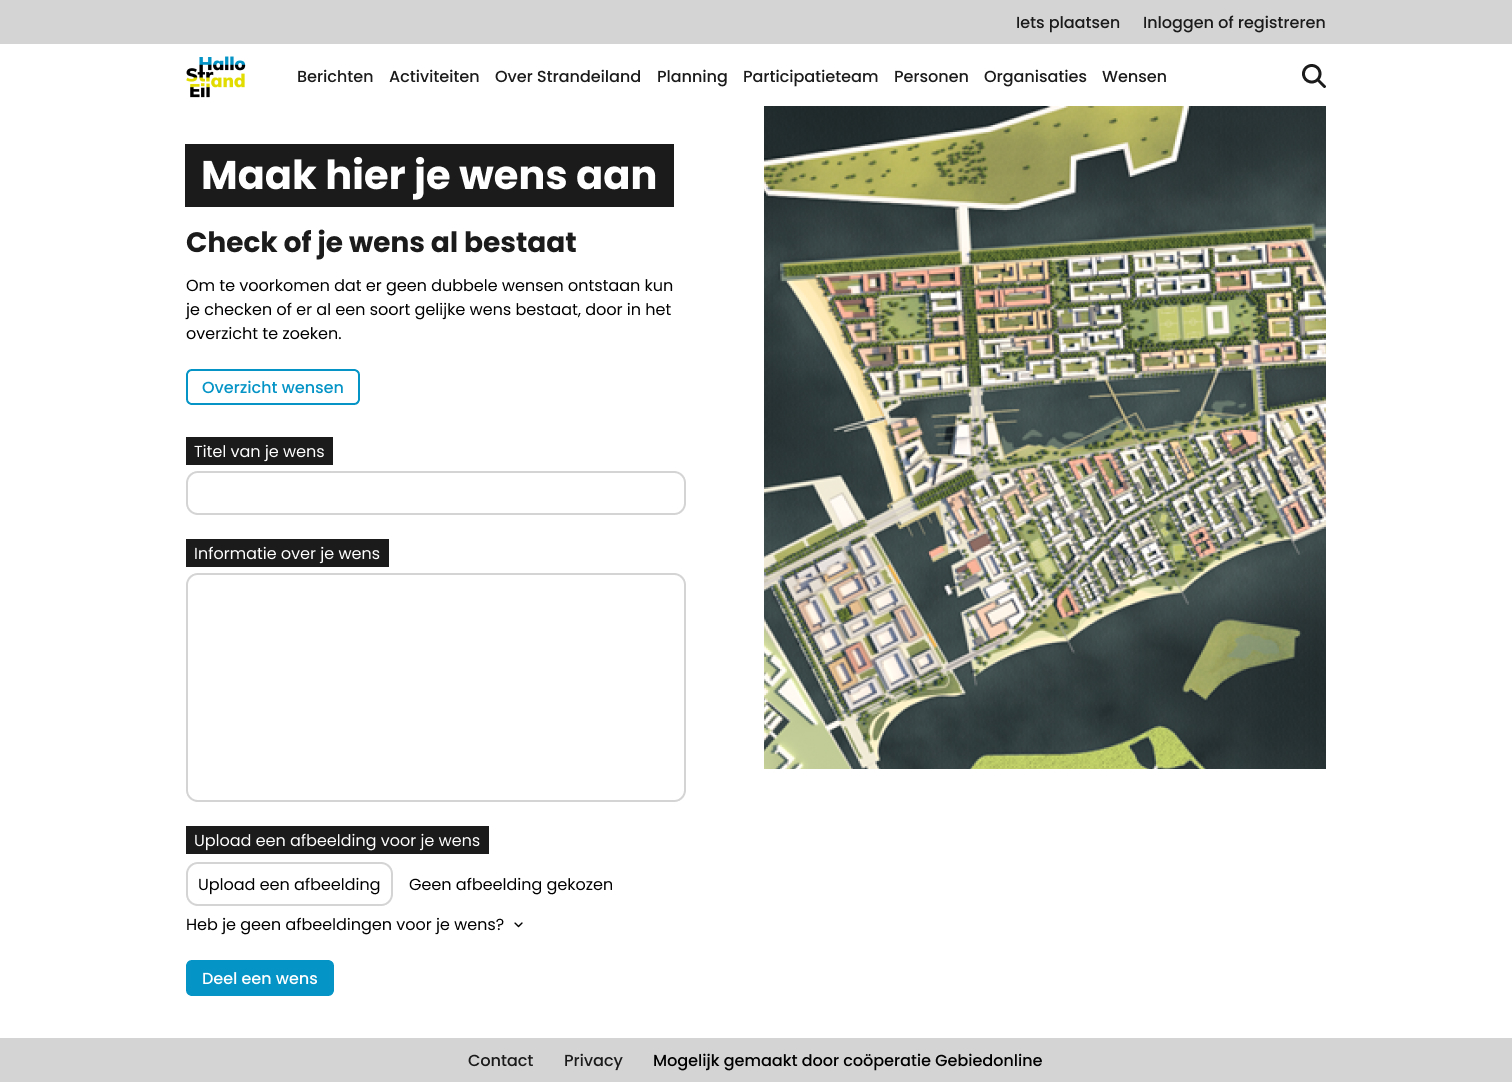 Iets plaatsen Inloggen of registreren
Hallo
Str
and
Eil
Berichten Activiteiten Over Strandeiland Planning Participatieteam Personen Organisaties Wensen
Maak hier je wens aan
Check of je wens al bestaat
Om te voorkomen dat er geen dubbele wensen ontstaan kun
je checken of er al een soort gelijke wens bestaat, door in het
overzicht te zoeken.
Overzicht wensen
Titel van je wens
Informatie over je wens
Upload een afbeelding voor je wens
Upload een afbeelding Geen afbeelding gekozen
Heb je geen afbeeldingen voor je wens?
Deel een wens
Contact Privacy Mogelijk gemaakt door coöperatie Gebiedonline